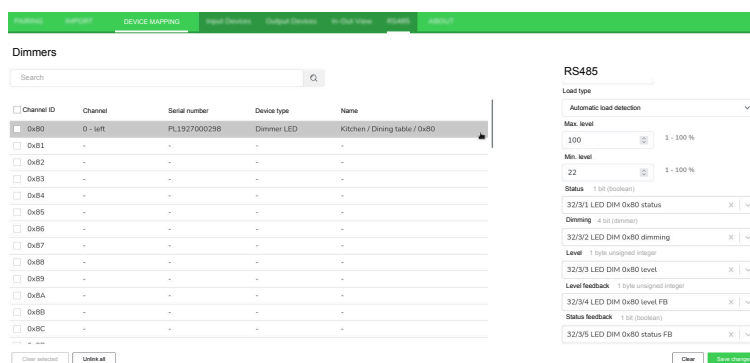 PAIRING IMPORT DEVICE MAPPING Input Devices Output Devices In-Out View RS485 ABOUT
Dimmers
Search
Channel ID Channel Serial number Device type Name
0x80 0 - left PL1927000298 Dimmer LED Kitchen / Dining table / 0x80
0x81 - - - -
0x82 - - - -
0x83 - - - -
0x84 - - - -
0x85 - - - -
0x86 - - - -
0x87 - - - -
0x88 - - - -
0x89 - - - -
0x8A - - - -
0x8B - - - -
0x8C - - - -
Clear selected Unlink all
RS485
Load type
Automatic load detection
Max. level
100 1 - 100 %
Min. level
22 1 - 100 %
Status 1 bit (boolean)
32/3/1 LED DIM 0x80 status
Dimming 4 bit (dimmer)
32/3/2 LED DIM 0x80 dimming
Level 1 byte unsigned integer
32/3/3 LED DIM 0x80 level
Level feedback 1 byte unsigned integer
32/3/4 LED DIM 0x80 level FB
Status feedback 1 bit (boolean)
32/3/5 LED DIM 0x80 status FB
Clear Save change